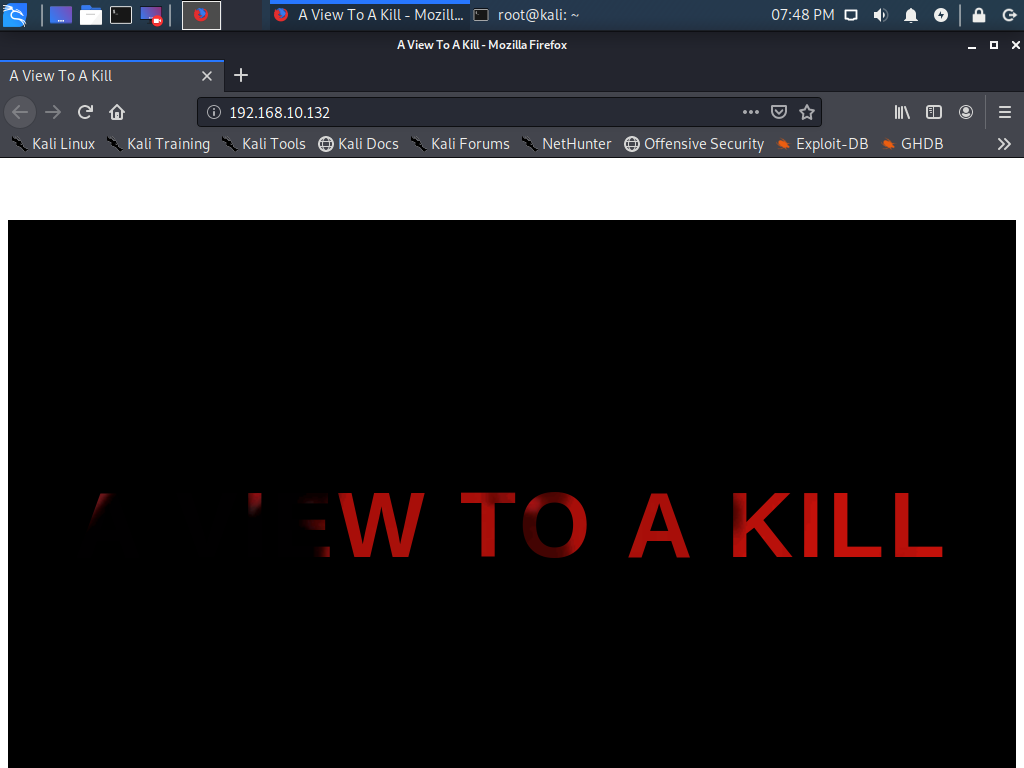 A View To A Kill - Mozill... root@kali: ~ 07:48 PM
A View To A Kill - Mozilla Firefox
A View To A Kill
192.168.10.132
Kali Linux Kali Training Kali Tools Kali Docs Kali Forums NetHunter Offensive Security Exploit-DB GHDB
EW TO A KILL